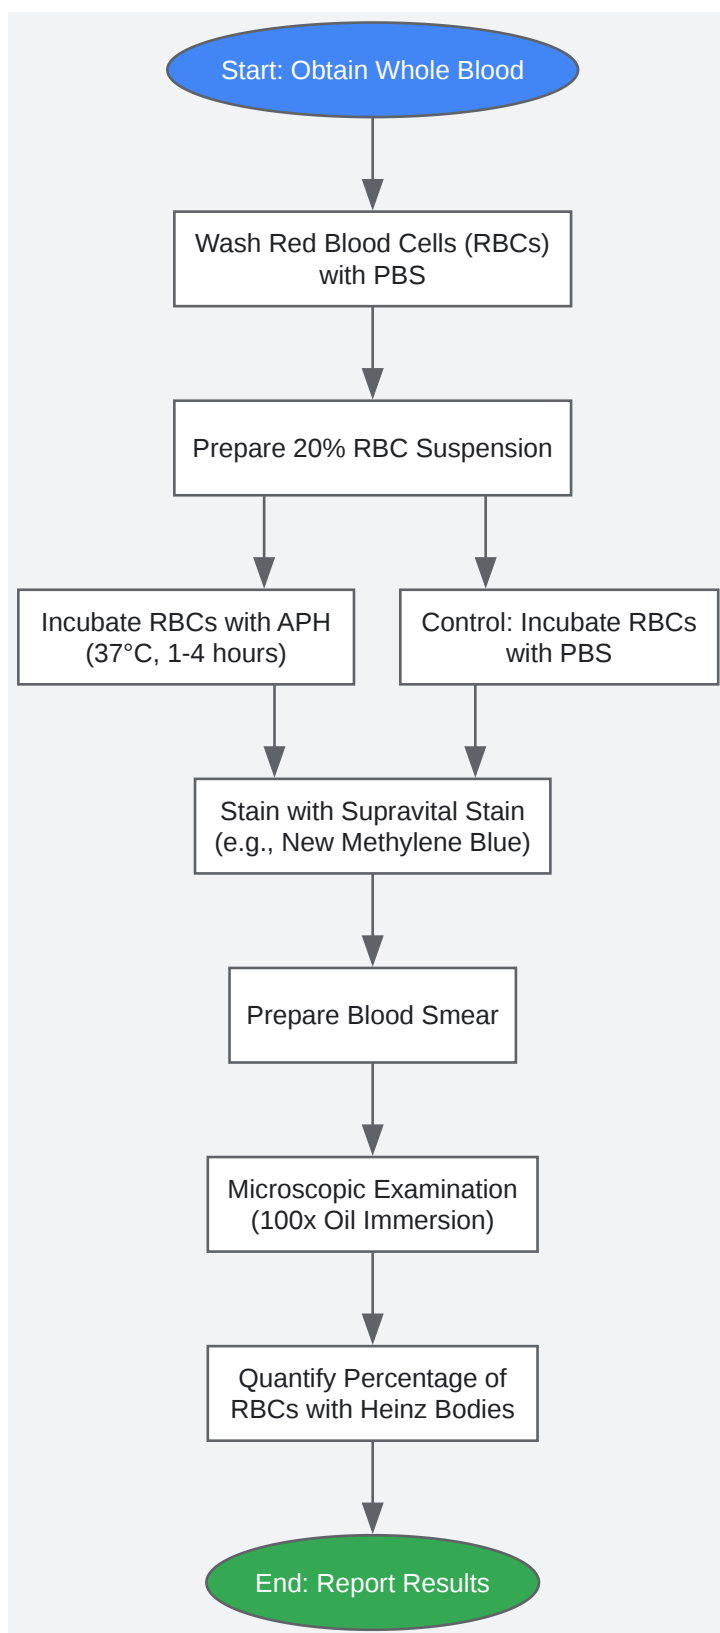 Start: Obtain Whole Blood
Wash Red Blood Cells (RBCs)
with PBS
Prepare 20% RBC Suspension
Incubate RBCs with APH
(37°C, 1-4 hours)
Control: Incubate RBCs
with PBS
Stain with Supravital Stain
(e.g., New Methylene Blue)
Prepare Blood Smear
Microscopic Examination
(100x Oil Immersion)
Quantify Percentage of
RBCs with Heinz Bodies
End: Report Results